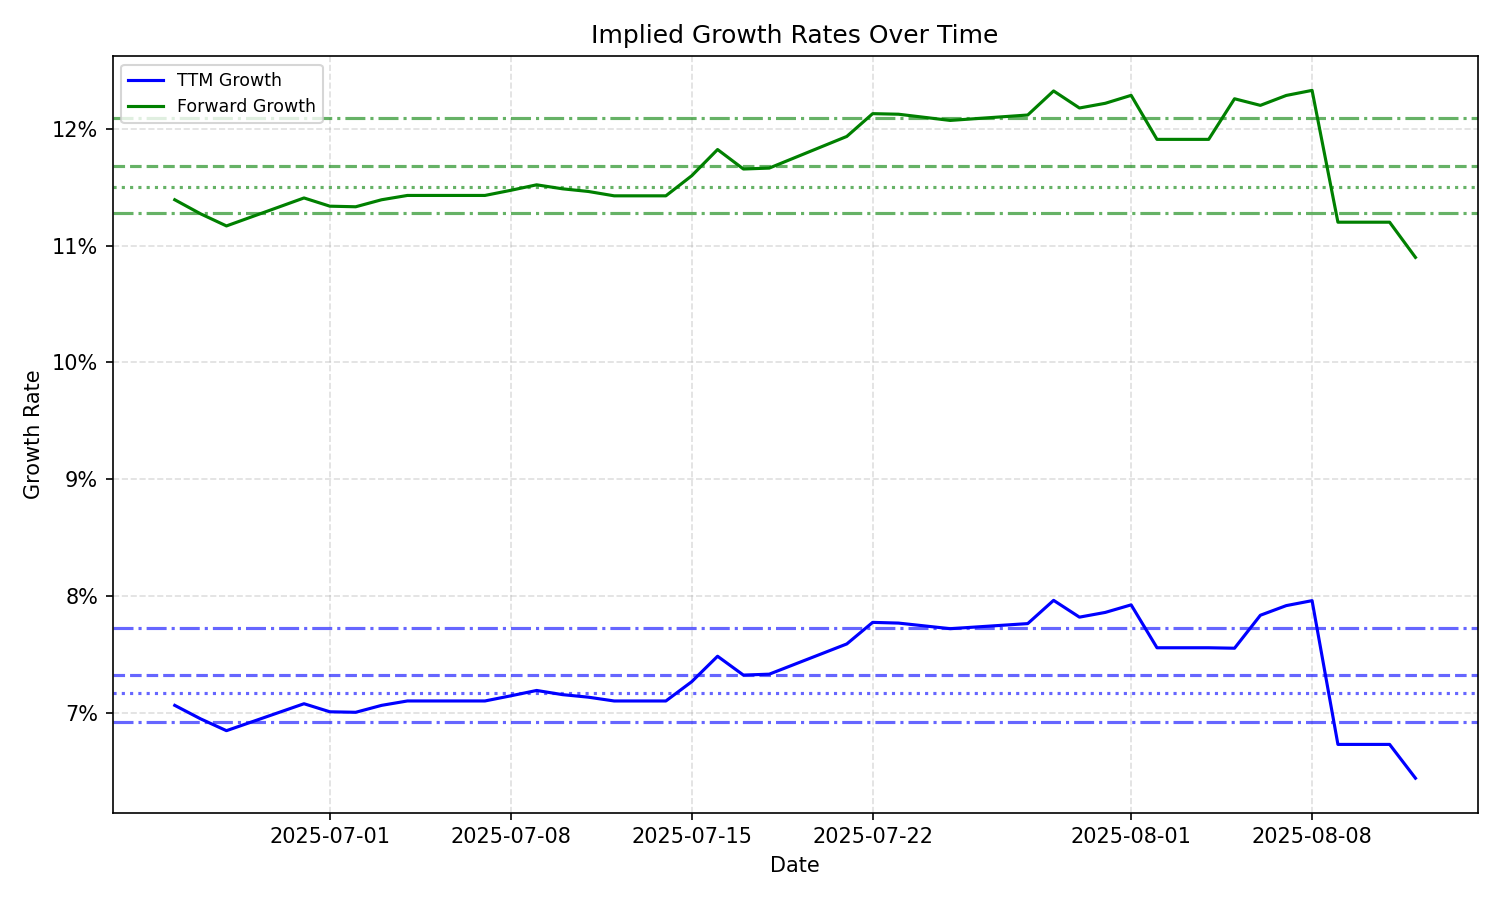 Implied Growth Rates Over Time
TTM Growth
Forward Growth
12%
11%
10%
9%
8%
7%
Growth Rate
2025-07-01
2025-07-08
2025-07-15
2025-07-22
2025-08-01
2025-08-08
Date